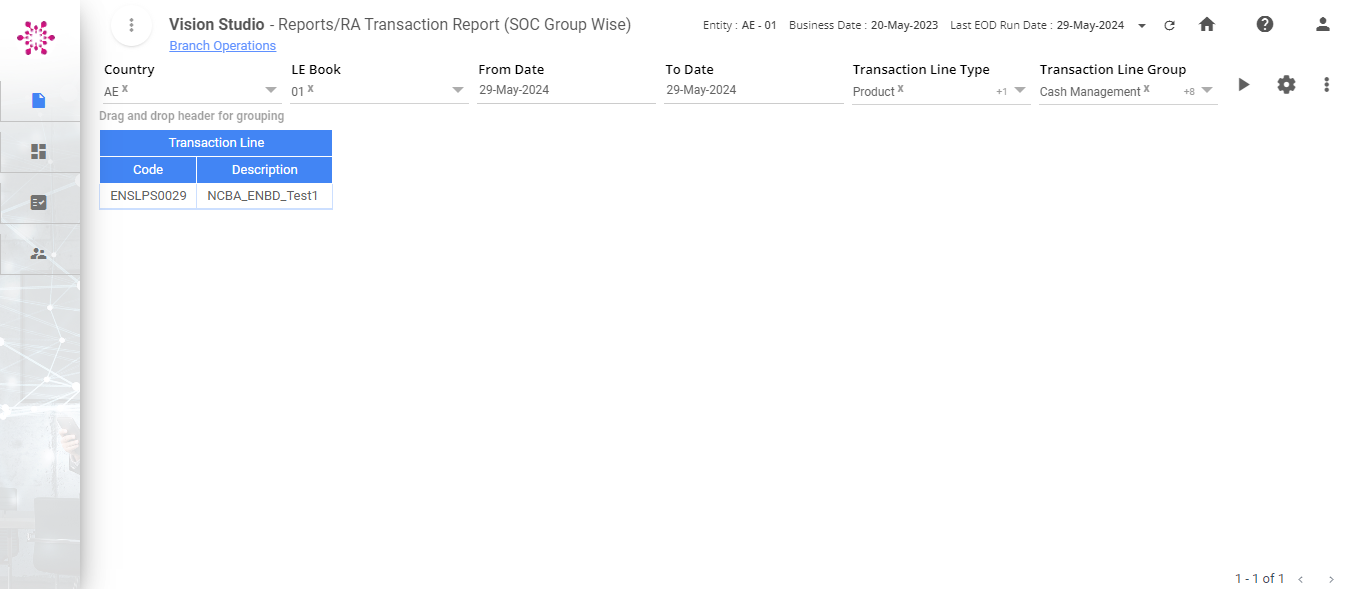 Vision Studio - Reports/RA Transaction Report (SOC Group Wise)
Entity : AE - 01 Business Date : 20-May-2023 Last EOD Run Date : 29-May-2024
Branch Operations
Country LE Book From Date To Date Transaction Line Type Transaction Line Group
AE x 01 x 29-May-2024 29-May-2024 Product x +1 Cash Management x +8
Drag and drop header for grouping
Transaction Line
Code Description
ENSLPS0029 NCBA_ENBD_Test1
1 - 1 of 1 ‹ ›